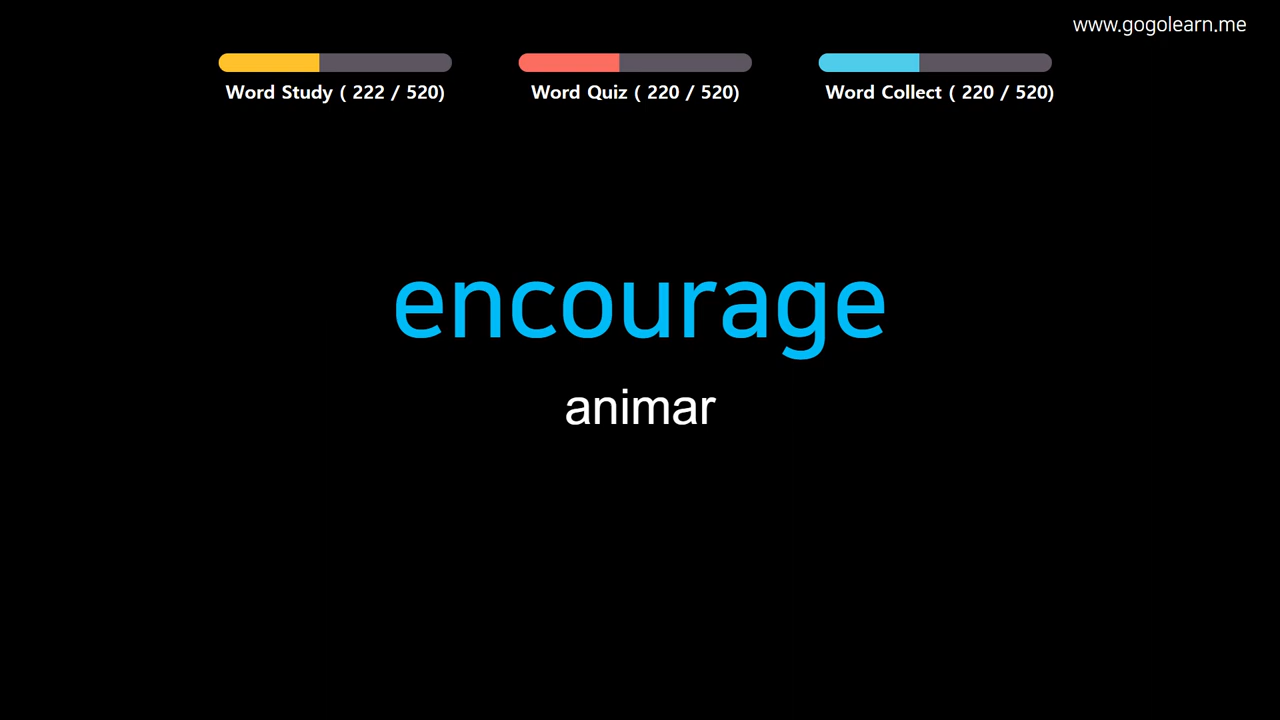 www.gogolearn.me
Word Study ( 222 / 520)
Word Quiz ( 220 / 520)
Word Collect ( 220 / 520)
encourage
animar